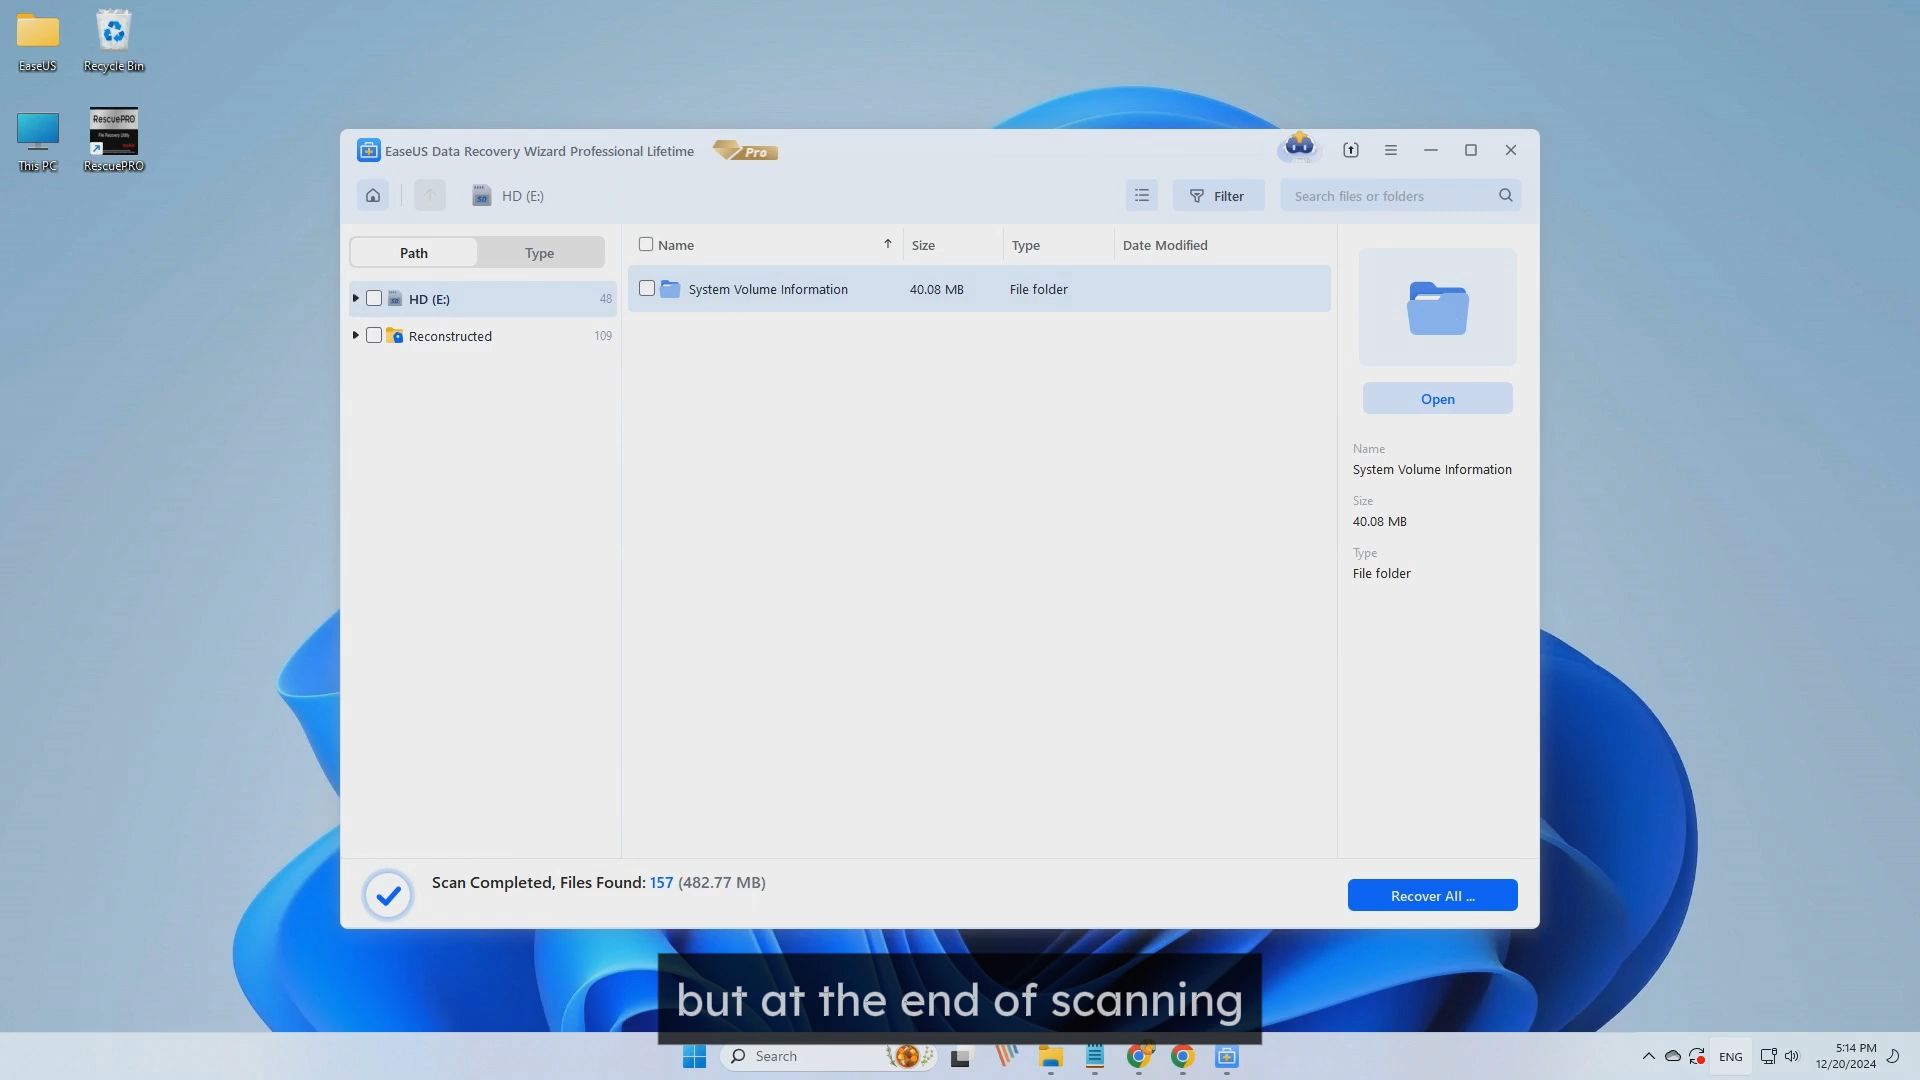 EaseUS
Recycle Bin
This PC
RescuePRO
File Recovery Utility
RescuePRO
EaseUS Data Recovery Wizard Professional Lifetime
Pro
HD (E:)
Filter
Search files or folders
Path
Type
HD (E:)
48
Reconstructed
109
Name
Size
Type
Date Modified
System Volume Information
40.08 MB
File folder
Open
Name
System Volume Information
Size
40.08 MB
Type
File folder
Scan Completed, Files Found: 157 (482.77 MB)
Recover All ...
but at the end of scanning
Search
ENG
5:14 PM
12/20/2024